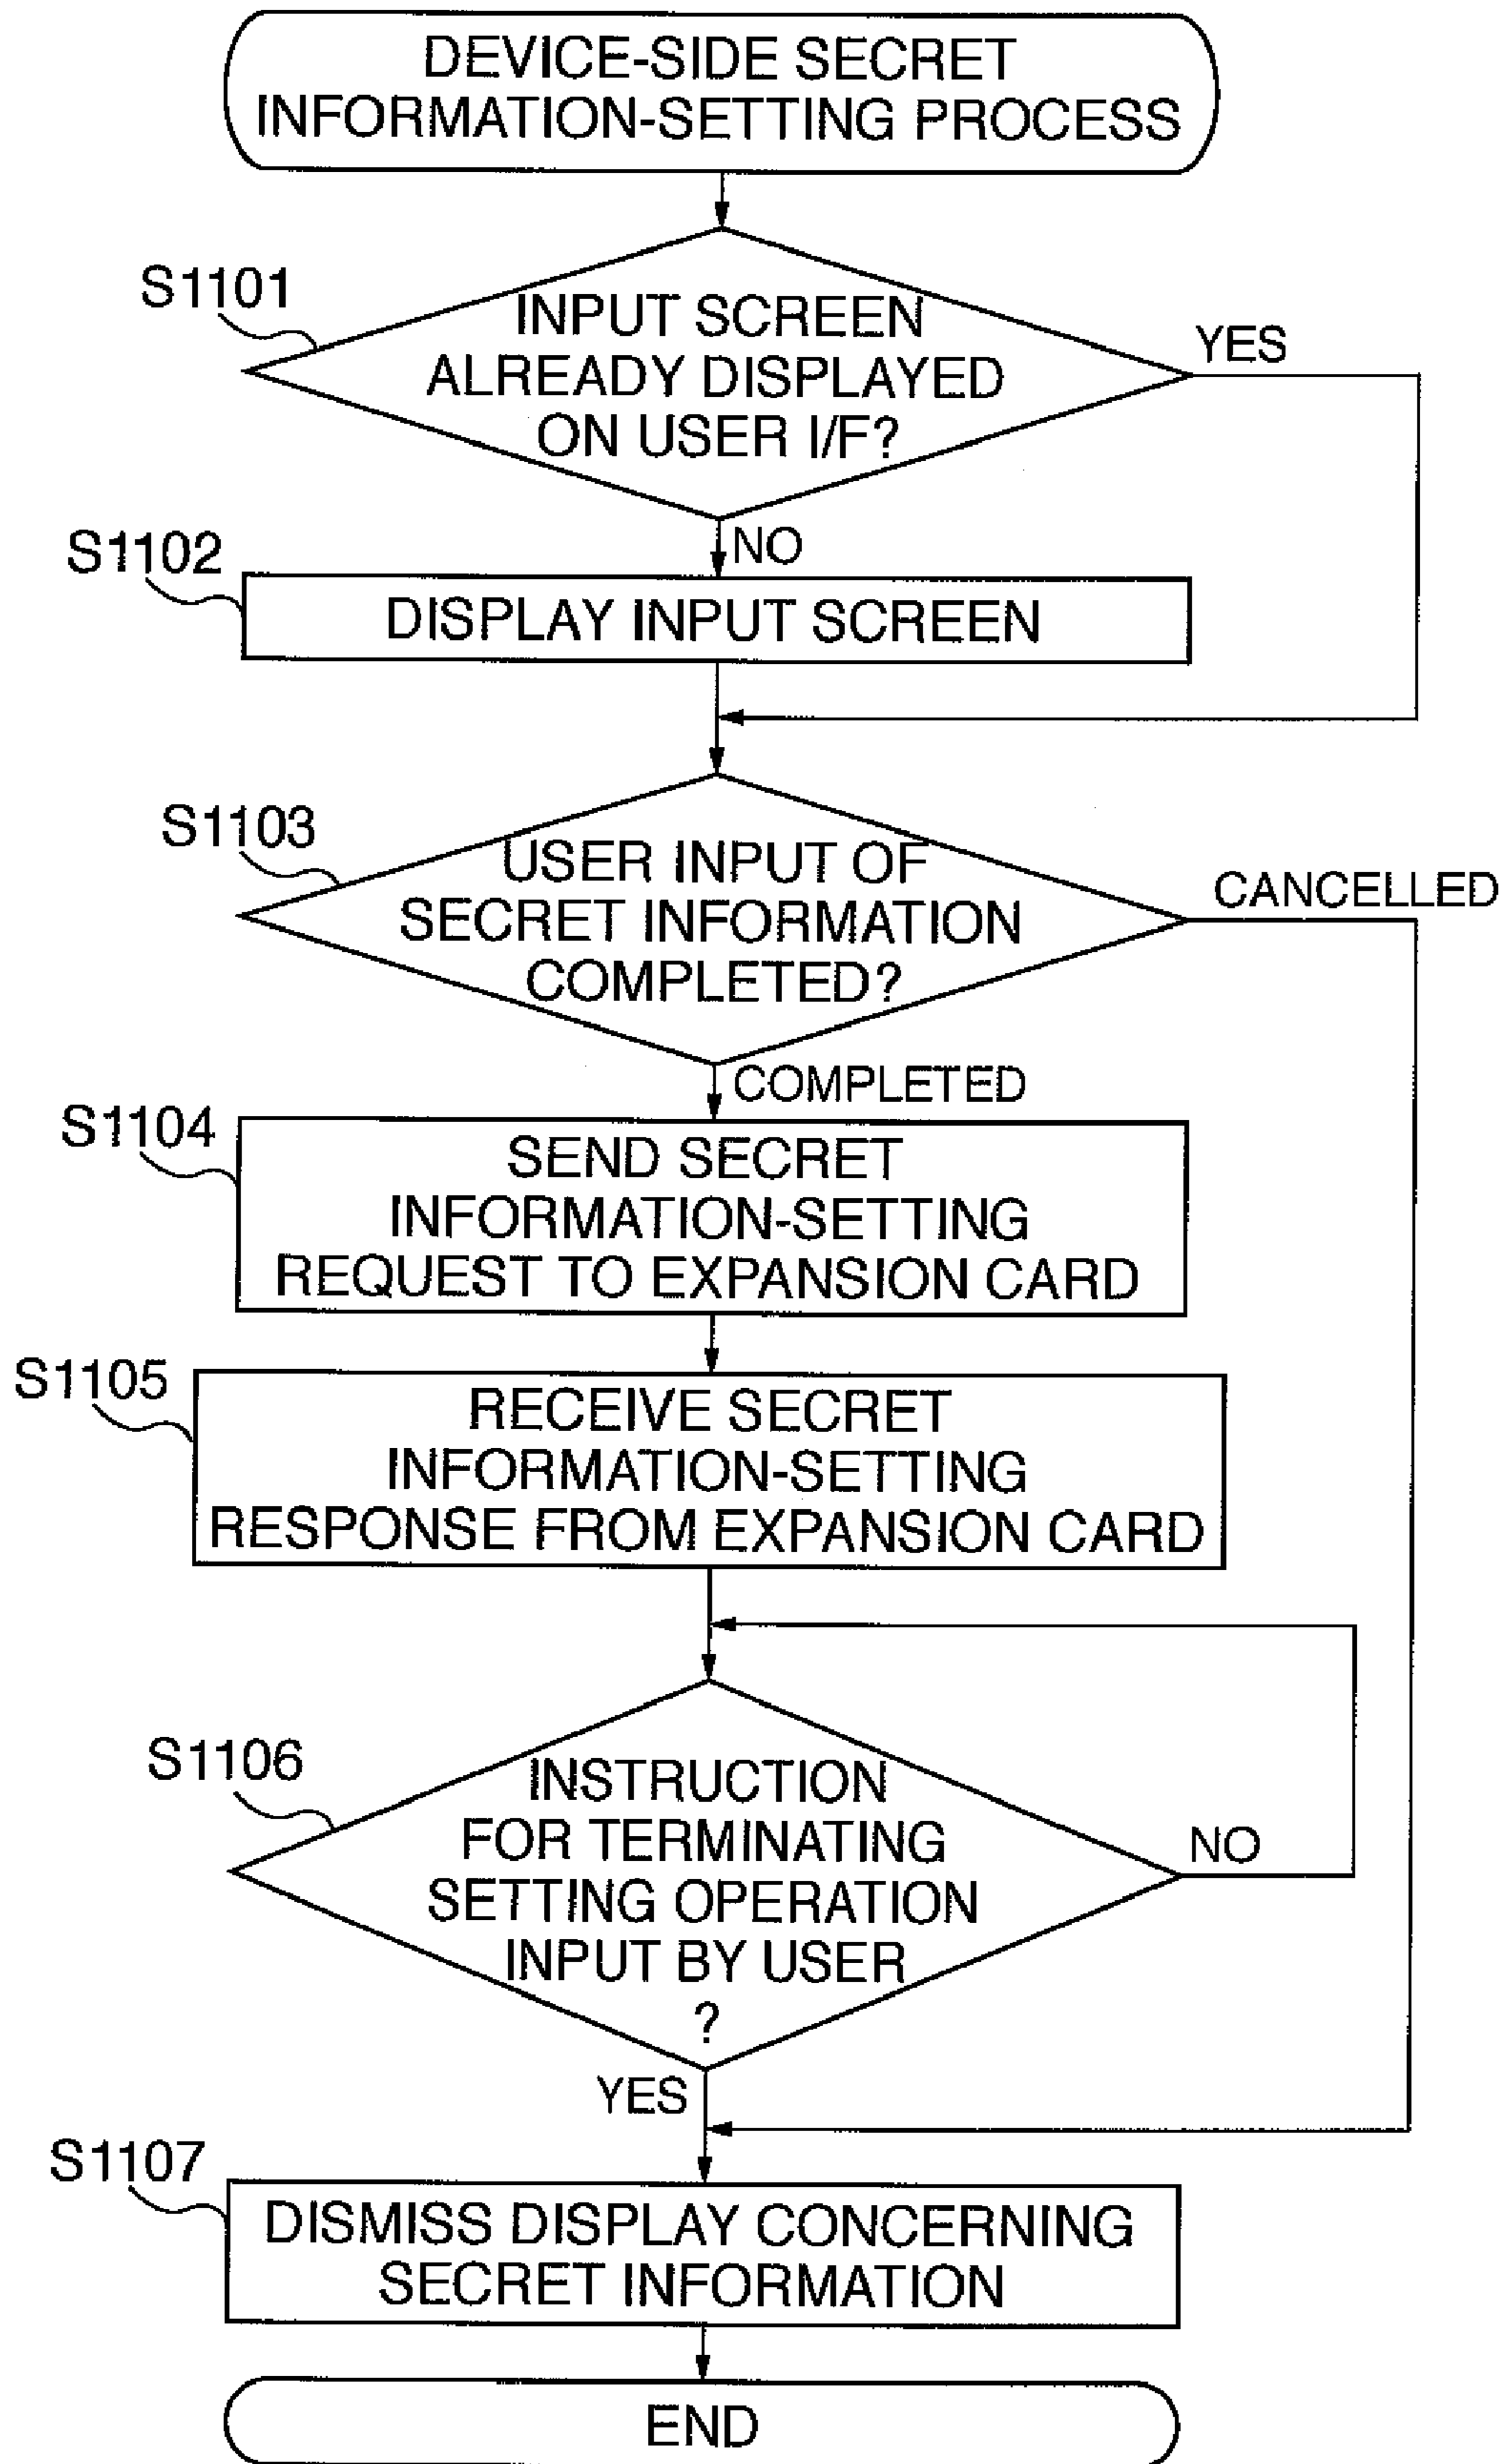 DEVICE-SIDE SECRET
INFORMATION-SETTING PROCESS
S1101
INPUT SCREEN
ALREADY DISPLAYED
ON USER I/F?
YES
NO
S1102
DISPLAY INPUT SCREEN
S1103
USER INPUT OF
SECRET INFORMATION
COMPLETED?
CANCELLED
COMPLETED
S1104
SEND SECRET
INFORMATION-SETTING
REQUEST TO EXPANSION CARD
S1105
RECEIVE SECRET
INFORMATION-SETTING
RESPONSE FROM EXPANSION CARD
S1106
INSTRUCTION
FOR TERMINATING
SETTING OPERATION
INPUT BY USER
?
NO
YES
S1107
DISMISS DISPLAY CONCERNING
SECRET INFORMATION
END